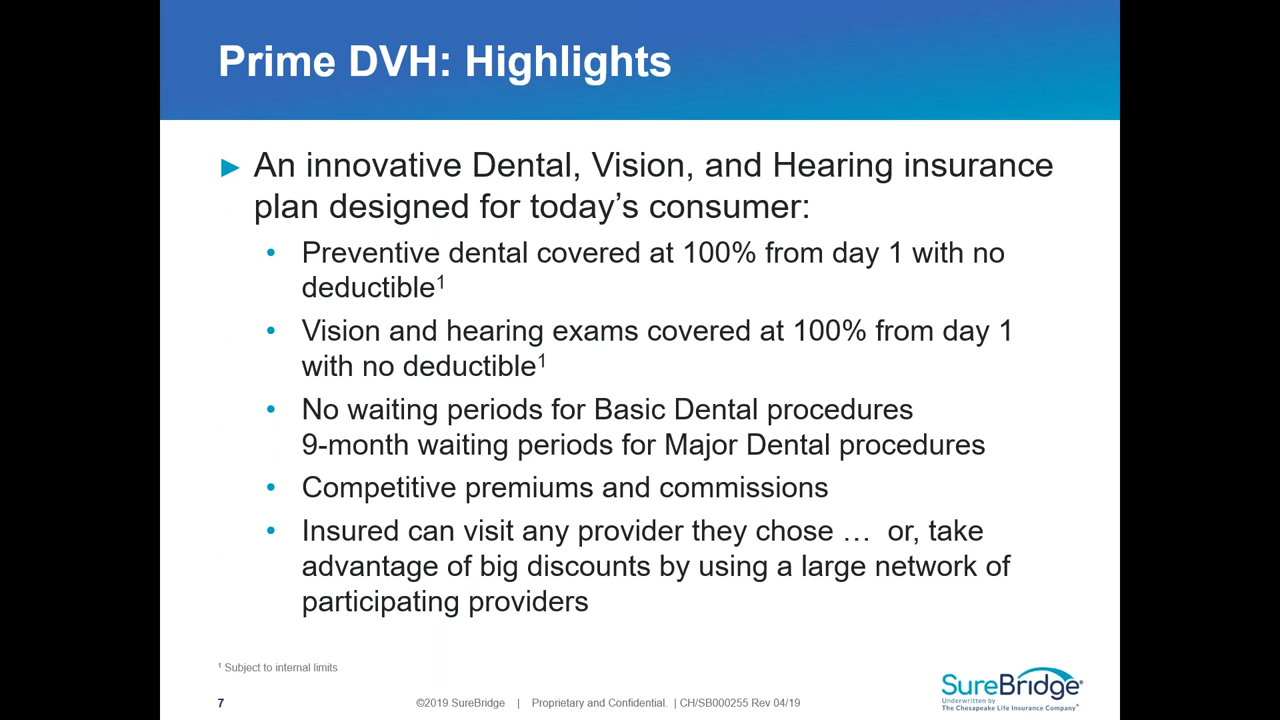 Prime DVH: Highlights
► An innovative Dental, Vision, and Hearing insurance
plan designed for today’s consumer:
• Preventive dental covered at 100% from day 1 with no
deductible¹
• Vision and hearing exams covered at 100% from day 1
with no deductible¹
• No waiting periods for Basic Dental procedures
9-month waiting periods for Major Dental procedures
• Competitive premiums and commissions
• Insured can visit any provider they chose … or, take
advantage of big discounts by using a large network of
participating providers
¹ Subject to internal limits
7
©2019 SureBridge | Proprietary and Confidential. | CH/SB000255 Rev 04/19
SureBridge®
Underwritten by
The Chesapeake Life Insurance Company®